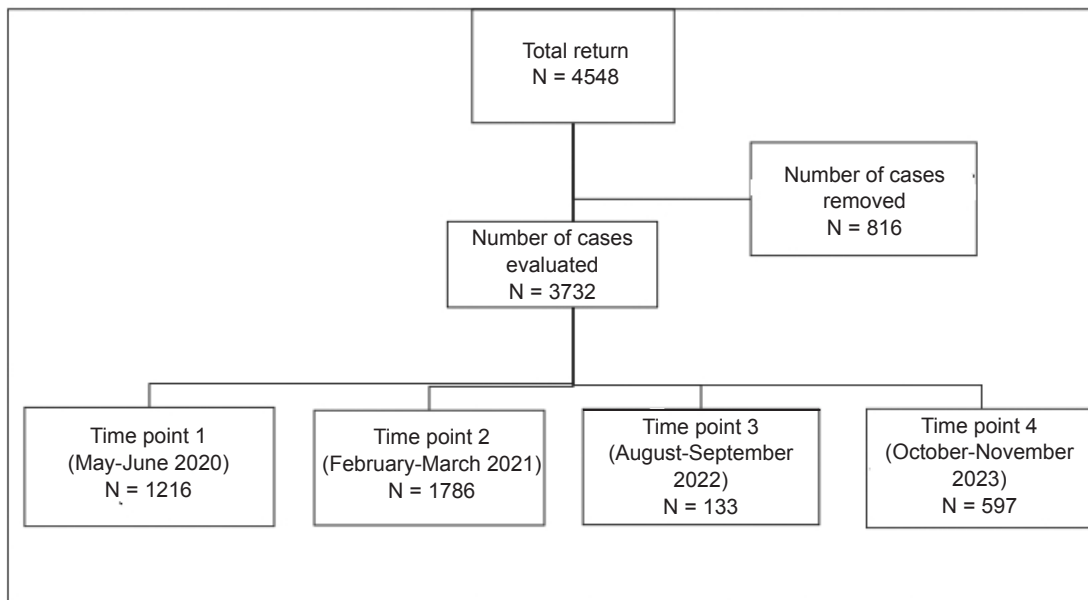 Total return
N = 4548
Number of cases
removed
N = 816
Number of cases
evaluated
N = 3732
Time point 1
(May-June 2020)
N = 1216
Time point 2
(February-March 2021)
N = 1786
Time point 3
(August-September
2022)
N = 133
Time point 4
(October-November
2023)
N = 597